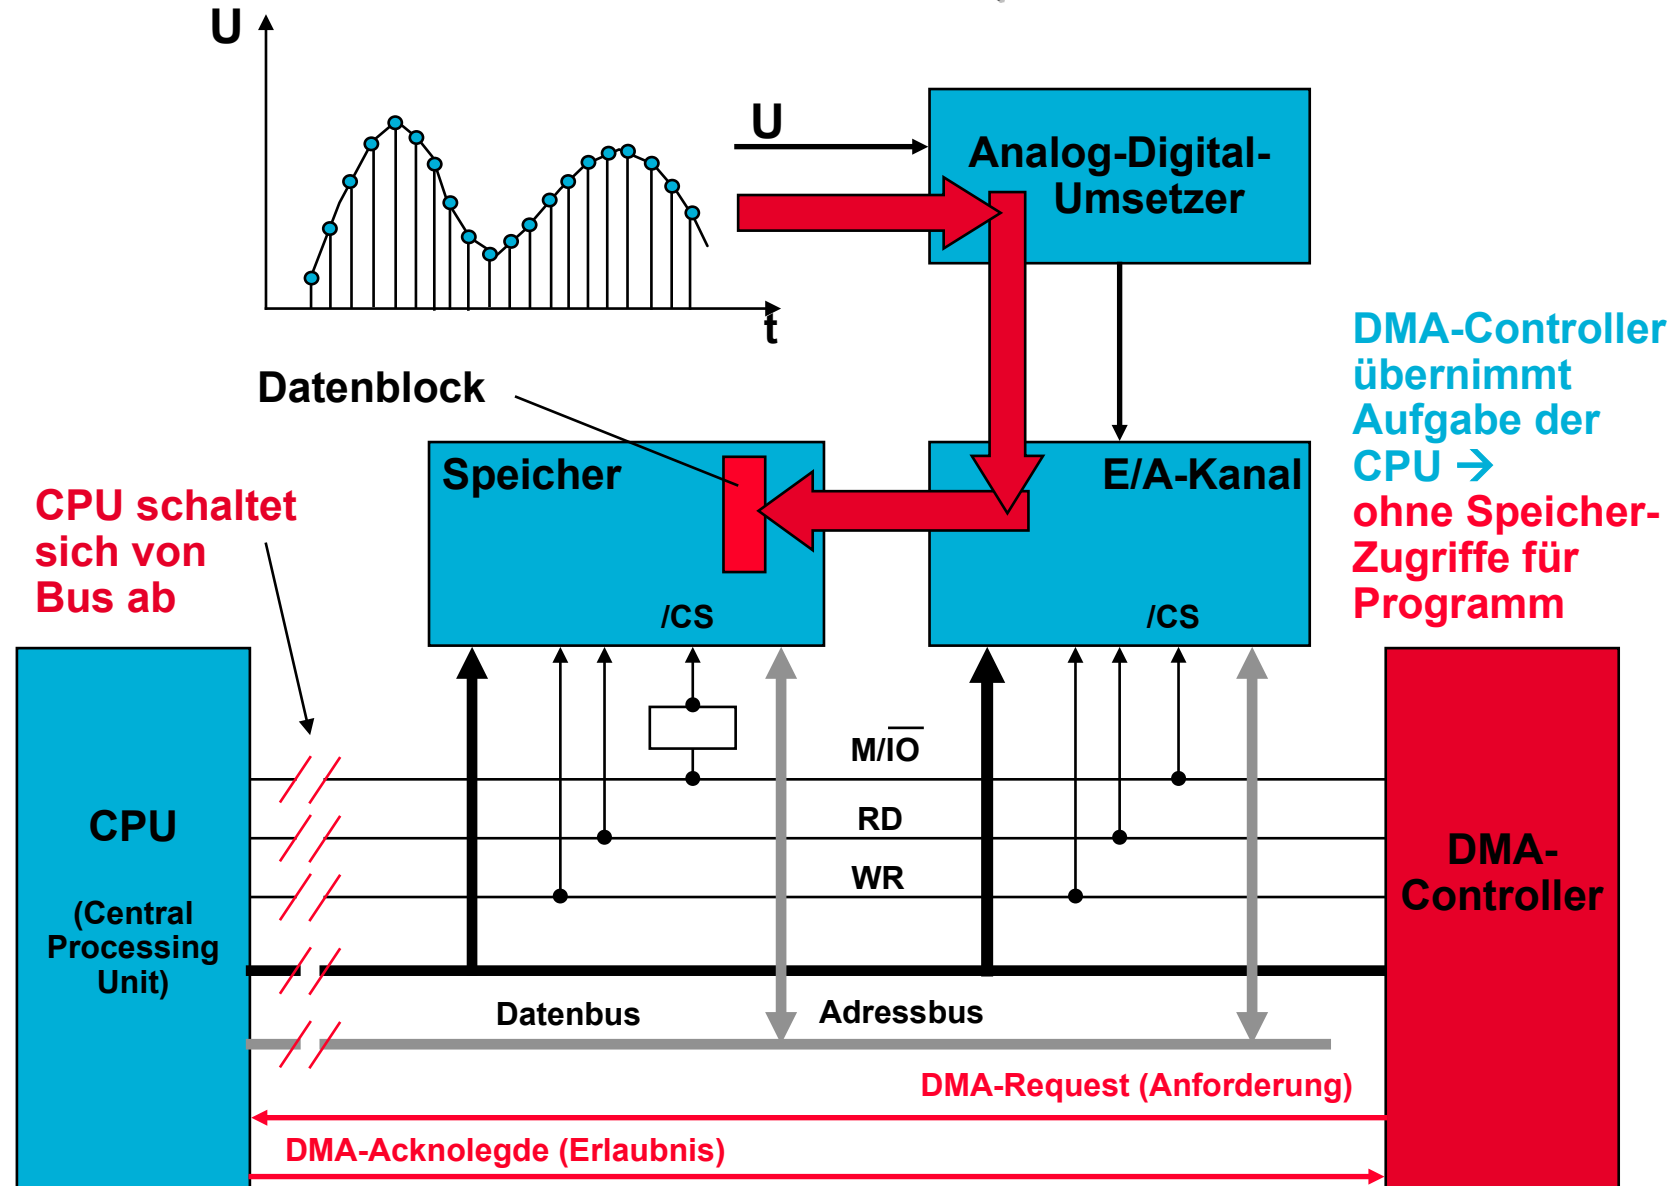 U
U
Analog-Digital-
Umsetzer
t
Datenblock
DMA-Controller
übernimmt
Aufgabe der
CPU →
ohne Speicher-
Zugriffe für
Programm
CPU schaltet
sich von
Bus ab
Speicher
/CS
E/A-Kanal
/CS
CPU
(Central
Processing
Unit)
M/I̅O̅
RD
WR
Datenbus
Adressbus
DMA-
Controller
DMA-Request (Anforderung)
DMA-Acknolegde (Erlaubnis)